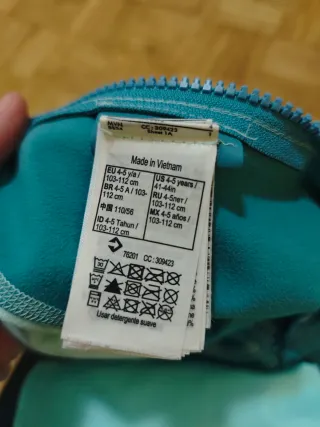 CC : 309423
Made in Vietnam
EU 4-5 y/a /
103-112 cm
BR 4-5 A / 103-
112 cm
中国 110/56
ID 4-5 Tahun /
103-112 cm
US 4-5 years /
41-44in
RU 4-5лет /
103-112 cm
MX 4-5 años /
103-112 cm
76201 CC : 309423
Usar detergente suave